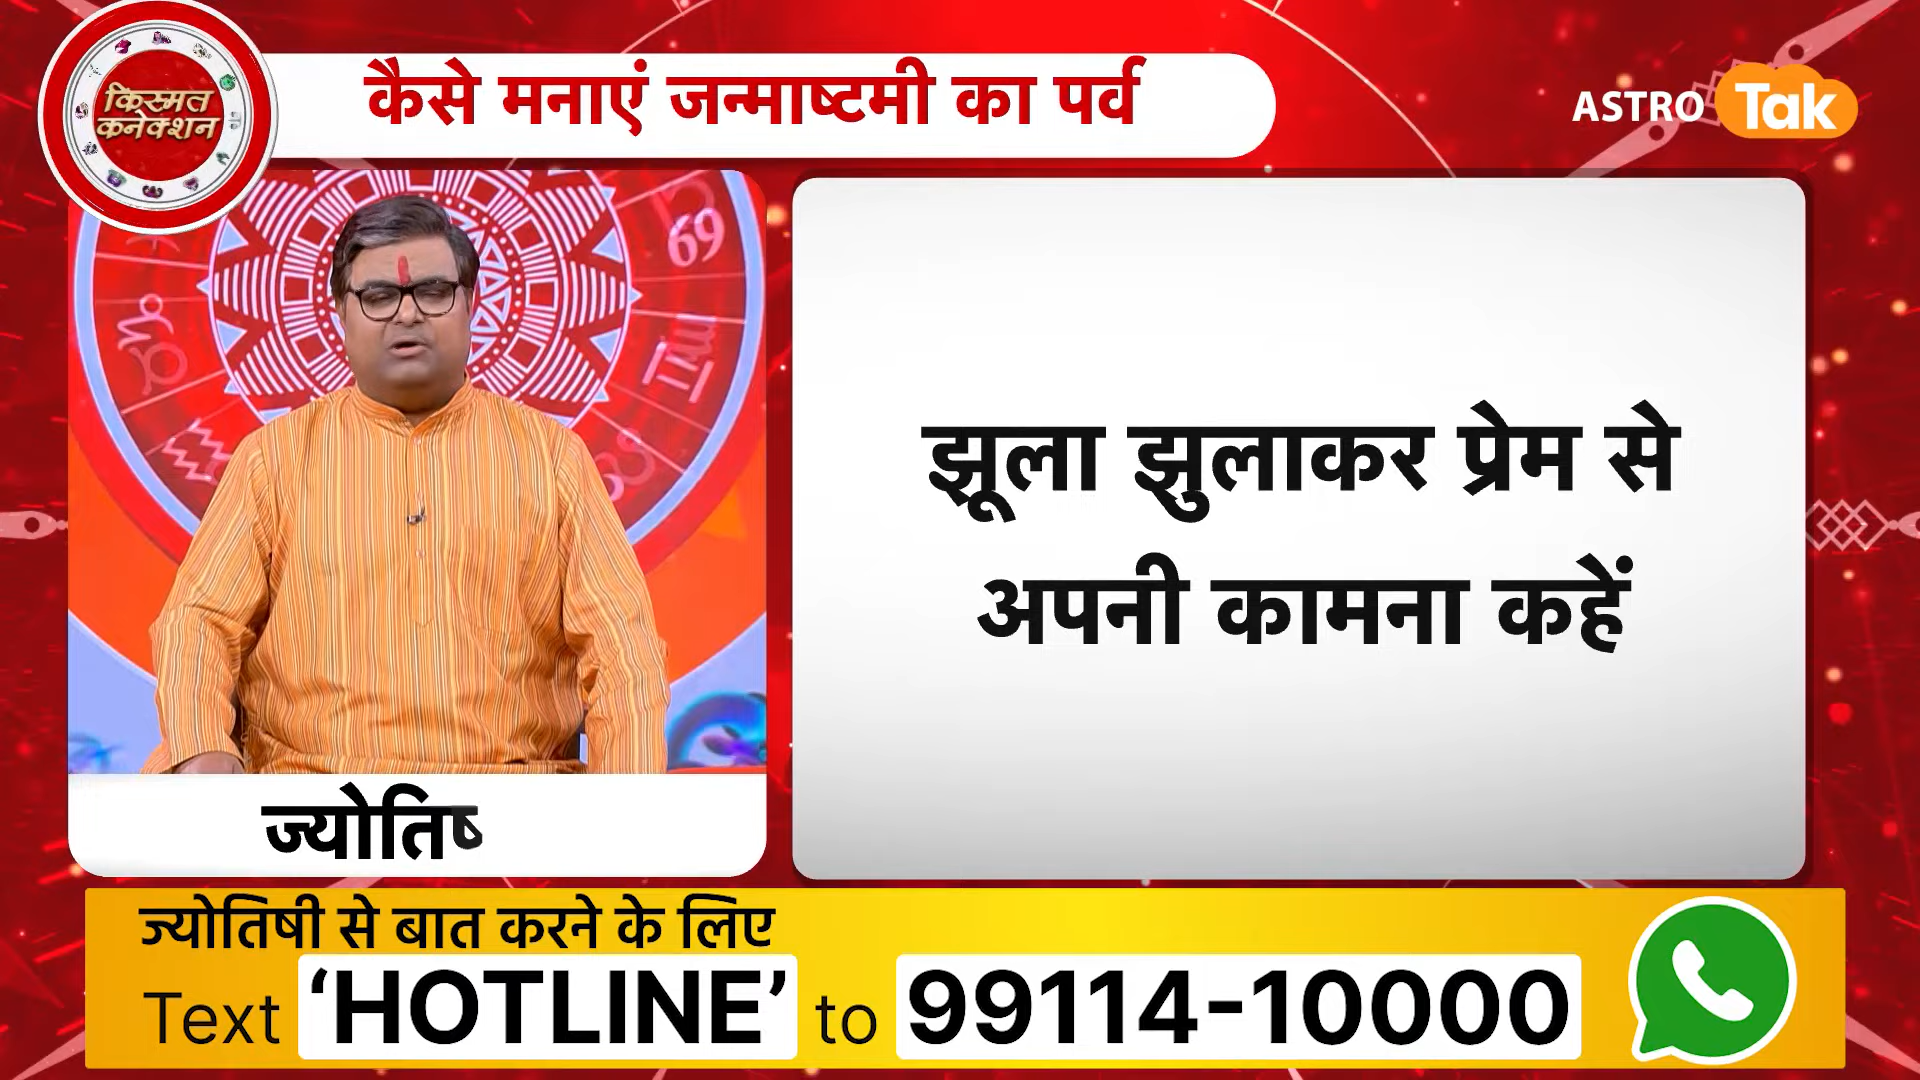 किस्मत
कनेक्शन
कैसे मनाएं जन्माष्टमी का पर्व
ASTRO Tak
झूला झुलाकर प्रेम से
अपनी कामना कहें
ज्योतिष
ज्योतिषी से बात करने के लिए
Text ‘HOTLINE’ to 99114-10000